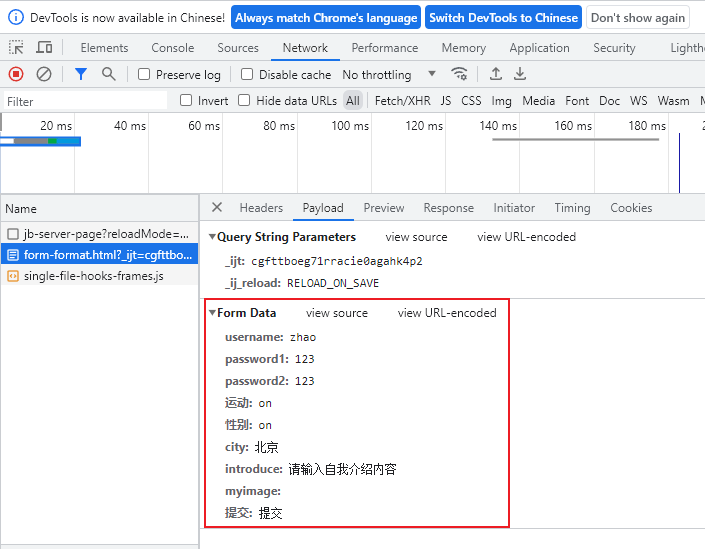 DevTools is now available in Chinese! Always match Chrome's language Switch DevTools to Chinese Don't show again
Elements Console Sources Network Performance Memory Application Security Lighth
Preserve log Disable cache No throttling
Filter Invert Hide data URLs All Fetch/XHR JS CSS Img Media Font Doc WS Wasm M
20 ms 40 ms 60 ms 80 ms 100 ms 120 ms 140 ms 160 ms 180 ms 2
Name Headers Payload Preview Response Initiator Timing Cookies
jb-server-page?reloadMode=...
form-format.html?_ijt=cgfttbo...
single-file-hooks-frames.js
Query String Parameters view source view URL-encoded
_ijt: cgfttboeg71rracie0agahk4p2
_ij_reload: RELOAD_ON_SAVE
Form Data view source view URL-encoded
username: zhao
password1: 123
password2: 123
运动: on
性别: on
city: 北京
introduce: 请输入自我介绍内容
myimage:
提交: 提交